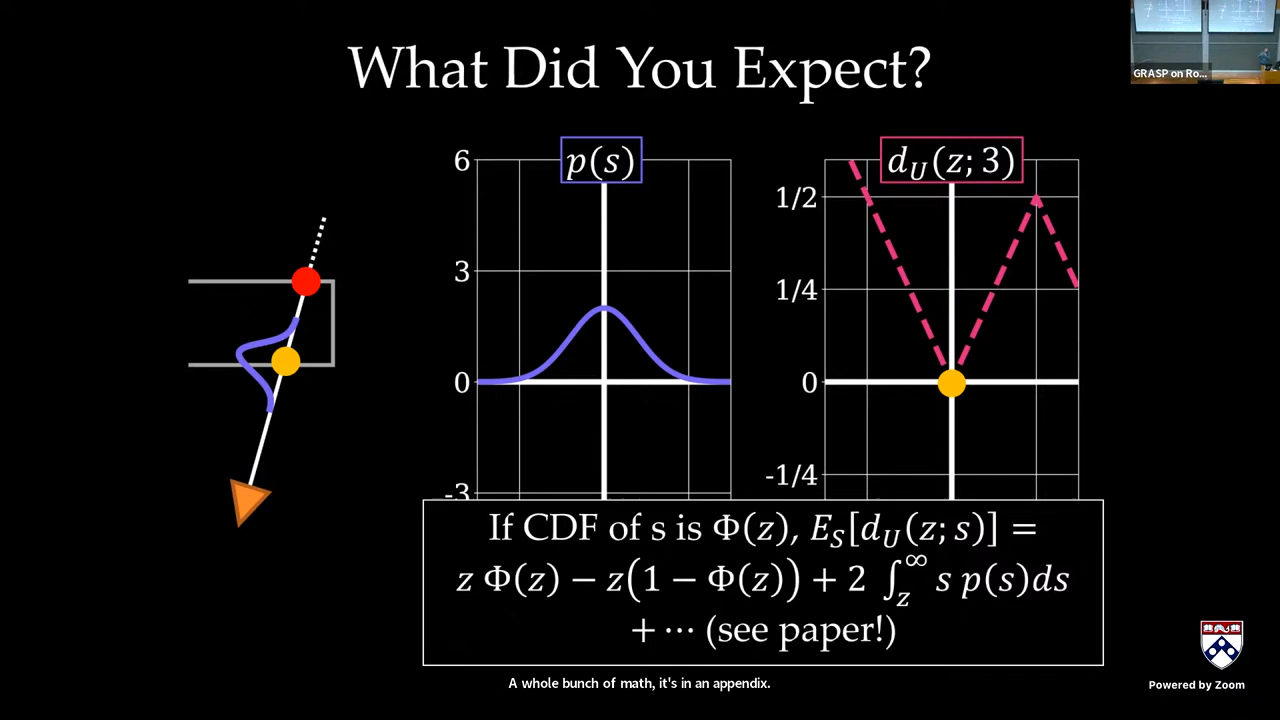 What Did You Expect?
GRASP on Ro...
p(s)
6
3
0
-3
d_U(z; 3)
1/2
1/4
0
-1/4
If CDF of s is Φ(z), E_S[d_U(z; s)] =
z Φ(z) − z(1 − Φ(z)) + 2 ∫_z^∞ s p(s)ds
+ ⋯ (see paper!)
A whole bunch of math, it's in an appendix.
Powered by Zoom